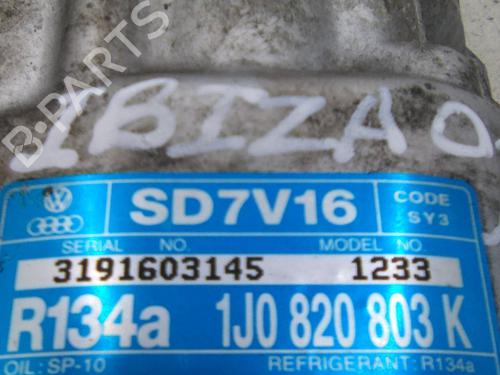 B-PARTS
IBIZA 0
SD7V16
CODE
SY3
SERIAL NO.
MODEL NO.
3191603145
1233
R134a
1J0 820 803 K
OIL: SP-10
REFRIGERANT: R134a